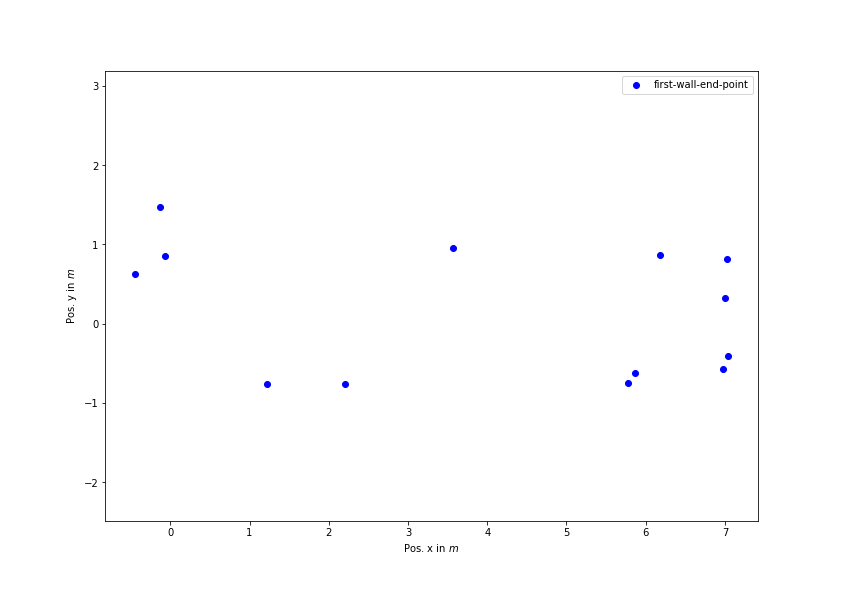 first-wall-end-point
3
2
1
0
−1
−2
Pos. y in m
0 1 2 3 4 5 6 7
Pos. x in m